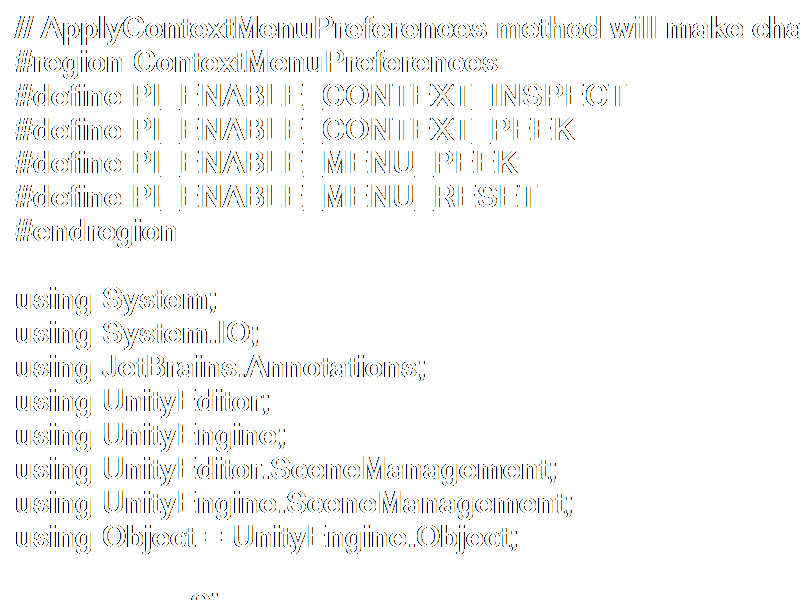 // ApplyContextMenuPreferences method will make cha
#region ContextMenuPreferences
#define PI_ENABLE_CONTEXT_INSPECT
#define PI_ENABLE_CONTEXT_PEEK
#define PI_ENABLE_MENU_PEEK
#define PI_ENABLE_MENU_RESET
#endregion
using System;
using System.IO;
using JetBrains.Annotations;
using UnityEditor;
using UnityEngine;
using UnityEditor.SceneManagement;
using UnityEngine.SceneManagement;
using Object = UnityEngine.Object;